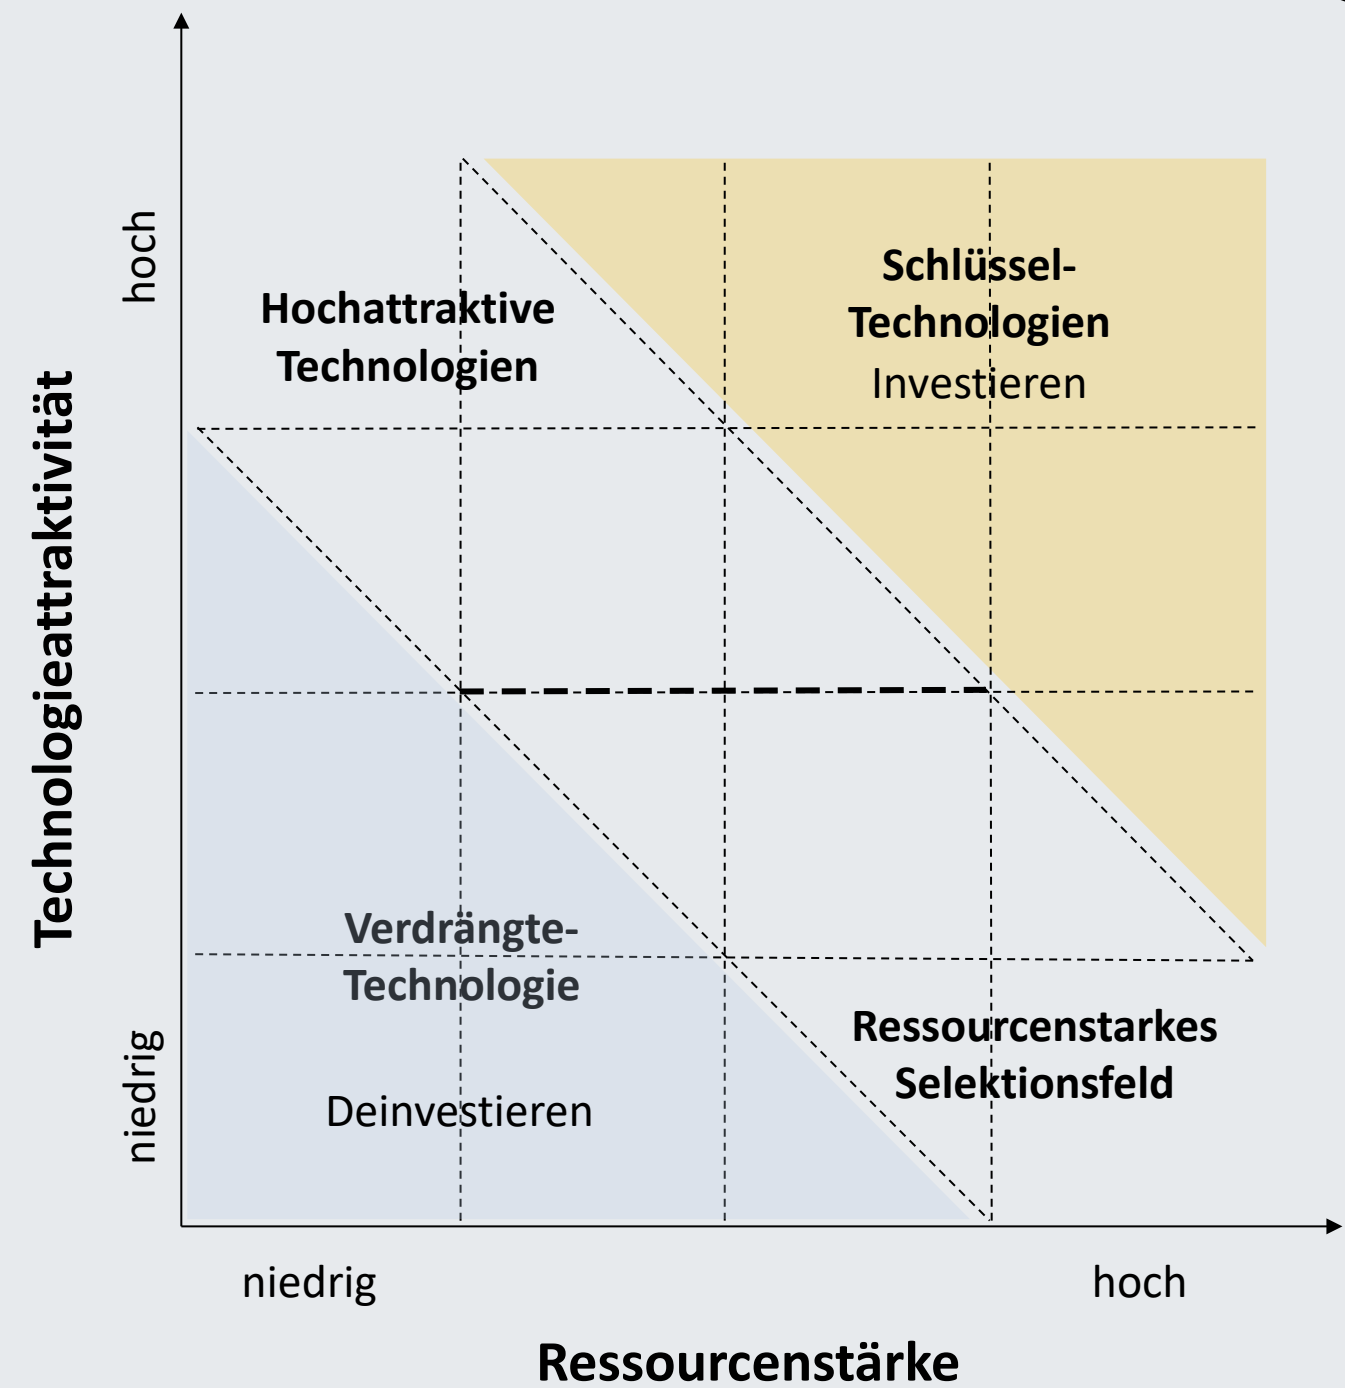 hoch
Hochattraktive
Technologien
Schlüssel-
Technologien
Investieren
Technologieattraktivität
Verdrängte-
Technologie
Deinvestieren
Ressourcenstarkes
Selektionsfeld
niedrig
niedrig
hoch
Ressourcenstärke